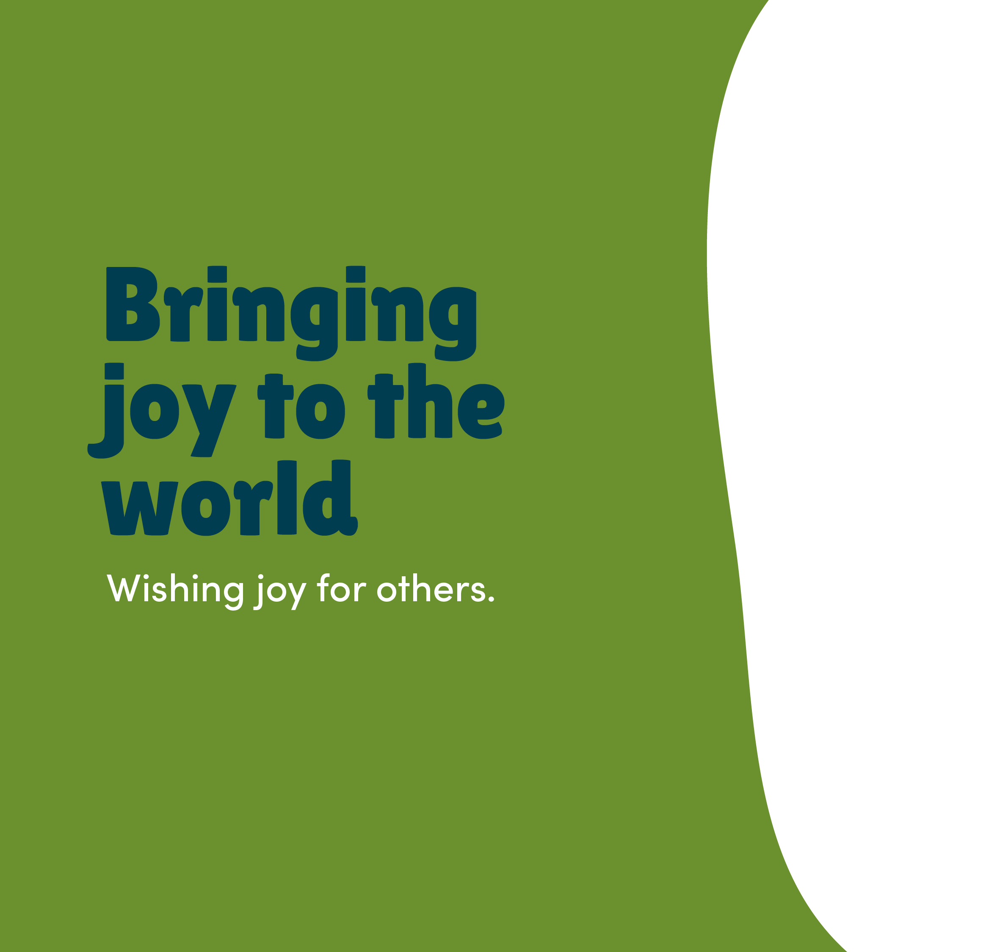 Bringing
joy to the
world
Wishing joy for others.